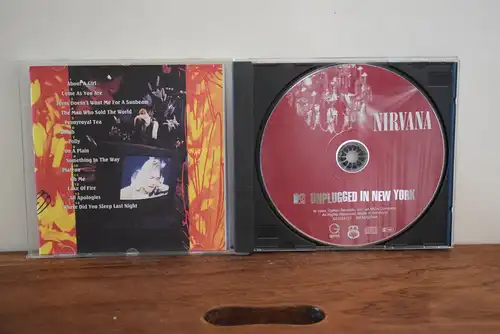 About A Girl
Come As You Are
Jesus Doesn't Want Me For A Sunbeam
The Man Who Sold The World
Pennyroyal Tea
Dumb
Polly
On A Plain
Something In The Way
Plateau
Oh Me
Lake Of Fire
All Apologies
Where Did You Sleep Last Night
NIRVANA
UNPLUGGED IN NEW YORK